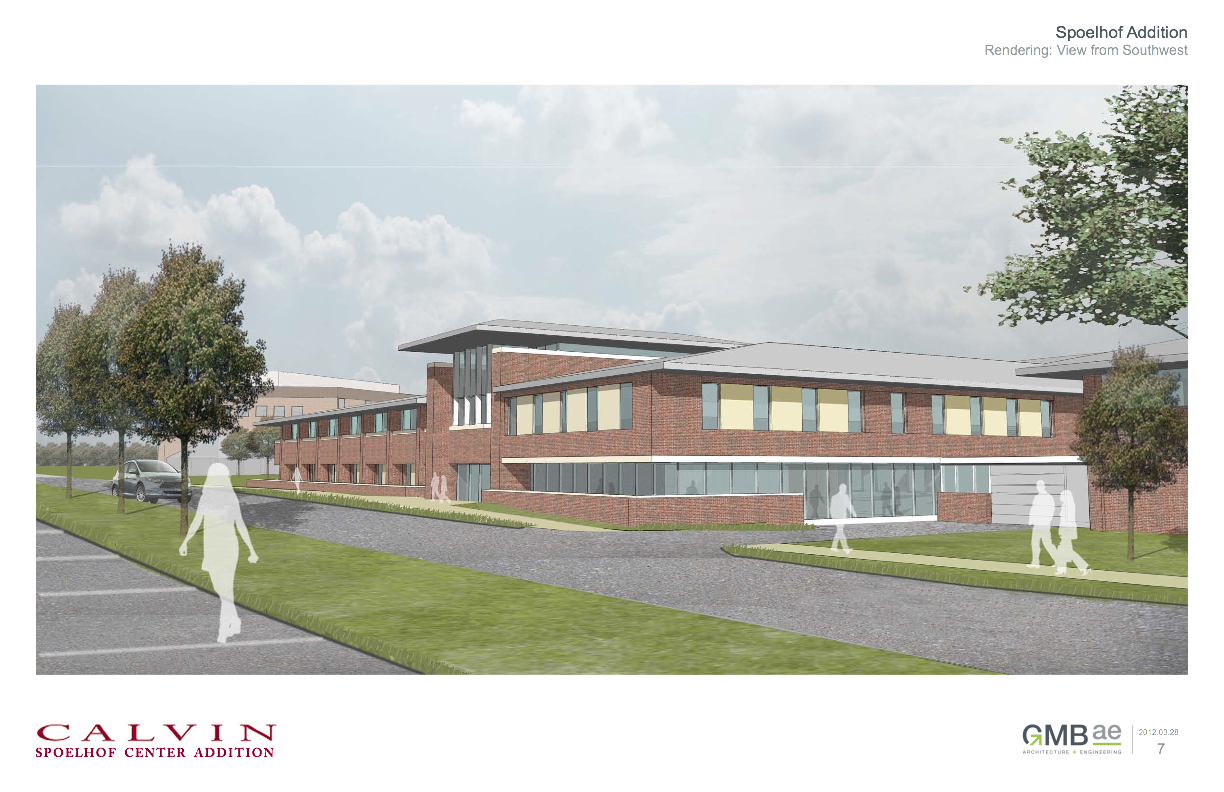 Spoelhof Addition
Rendering: View from Southwest
CALVIN
SPOELHOF CENTER ADDITION
GMB ae
ARCHITECTURE + ENGINEERING
2012.03.28
7